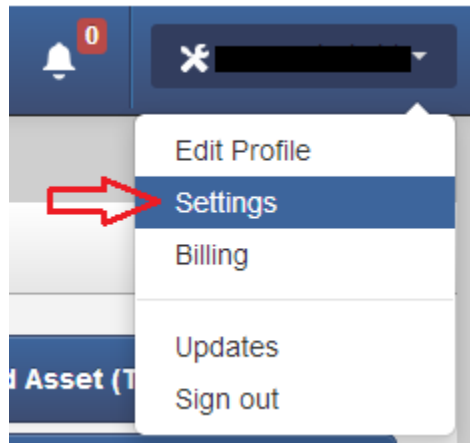 0
Edit Profile
Settings
Billing
Updates
d Asset (T
Sign out